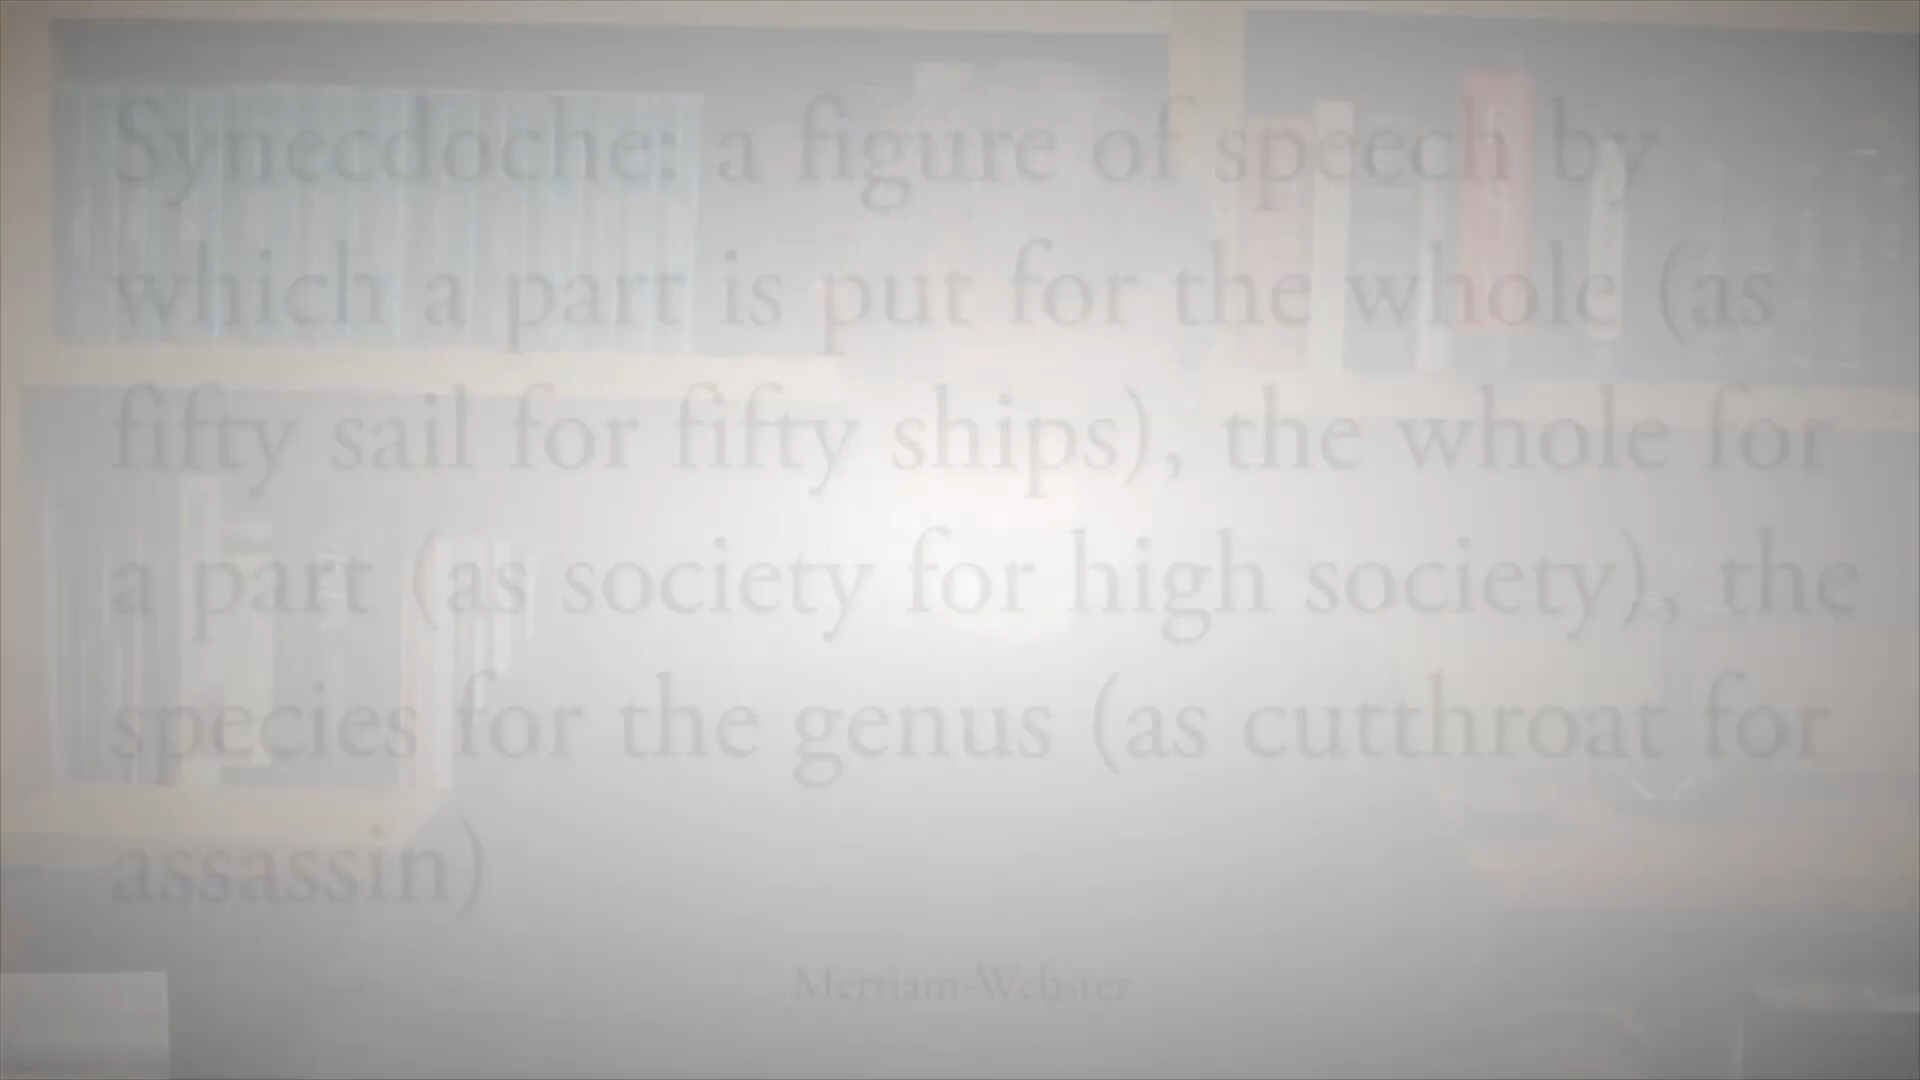 Synecdoche: a figure of speech by
which a part is put for the whole (as
fifty sail for fifty ships), the whole for
a part (as society for high society), the
species for the genus (as cutthroat for
assassin)
Merriam-Webster